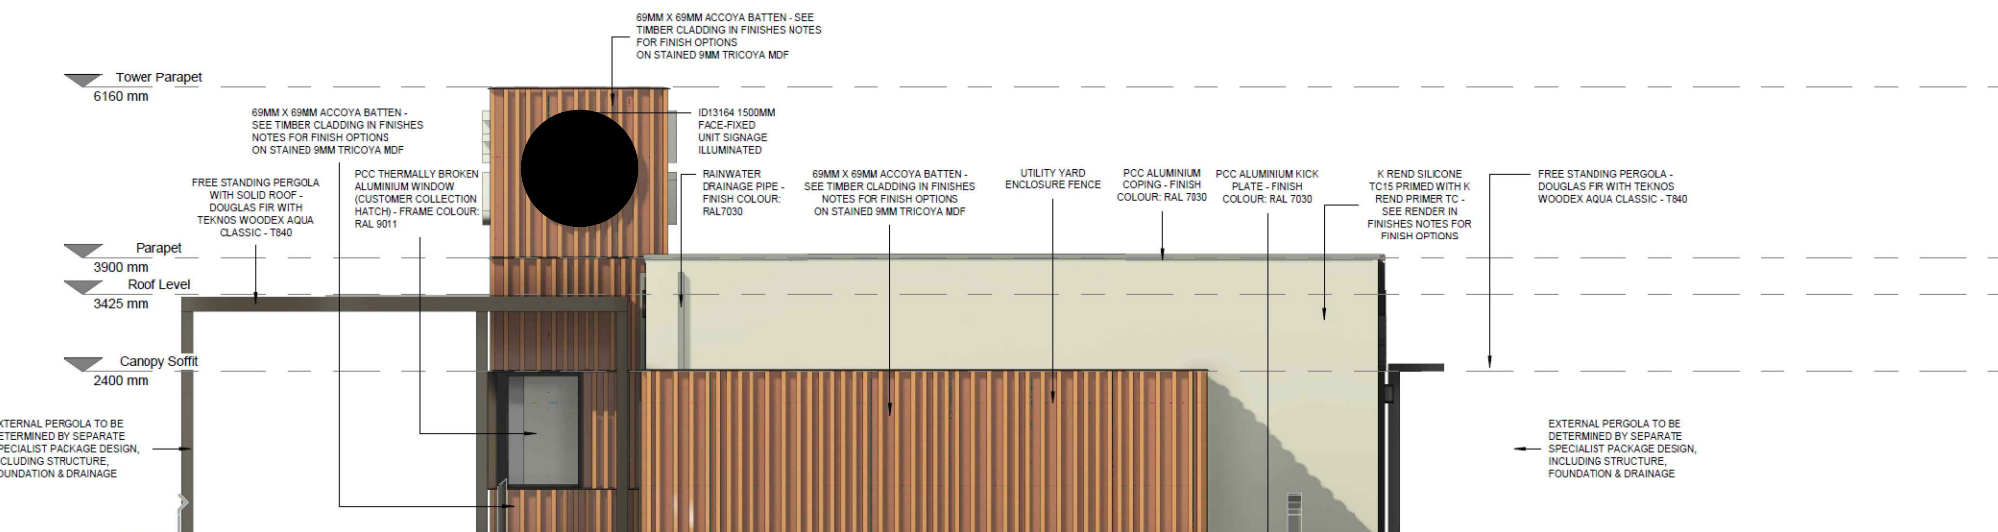 69MM X 69MM ACCOYA BATTEN - SEE
TIMBER CLADDING IN FINISHES NOTES
FOR FINISH OPTIONS
ON STAINED 9MM TRICOYA MDF
Tower Parapet
6160 mm
69MM X 69MM ACCOYA BATTEN -
SEE TIMBER CLADDING IN FINISHES
NOTES FOR FINISH OPTIONS
ON STAINED 9MM TRICOYA MDF
ID13164 1500MM
FACE-FIXED
UNIT SIGNAGE
ILLUMINATED
FREE STANDING PERGOLA
WITH SOLID ROOF -
DOUGLAS FIR WITH
TEKNOS WOODEX AQUA
CLASSIC - T840
PCC THERMALLY BROKEN
ALUMINIUM WINDOW
(CUSTOMER COLLECTION
HATCH) - FRAME COLOUR:
RAL 9011
RAINWATER
DRAINAGE PIPE -
FINISH COLOUR:
RAL7030
69MM X 69MM ACCOYA BATTEN -
SEE TIMBER CLADDING IN FINISHES
NOTES FOR FINISH OPTIONS
ON STAINED 9MM TRICOYA MDF
UTILITY YARD
ENCLOSURE FENCE
PCC ALUMINIUM
COPING - FINISH
COLOUR: RAL 7030
PCC ALUMINIUM KICK
PLATE - FINISH
COLOUR: RAL 7030
K REND SILICONE
TC15 PRIMED WITH K
REND PRIMER TC -
SEE RENDER IN
FINISHES NOTES FOR
FINISH OPTIONS
FREE STANDING PERGOLA -
DOUGLAS FIR WITH TEKNOS
WOODEX AQUA CLASSIC - T840
Parapet
3900 mm
Roof Level
3425 mm
Canopy Soffit
2400 mm
XTERNAL PERGOLA TO BE
ETERMINED BY SEPARATE
PECIALIST PACKAGE DESIGN,
CLUDING STRUCTURE,
OUNDATION & DRAINAGE
EXTERNAL PERGOLA TO BE
DETERMINED BY SEPARATE
SPECIALIST PACKAGE DESIGN,
INCLUDING STRUCTURE,
FOUNDATION & DRAINAGE